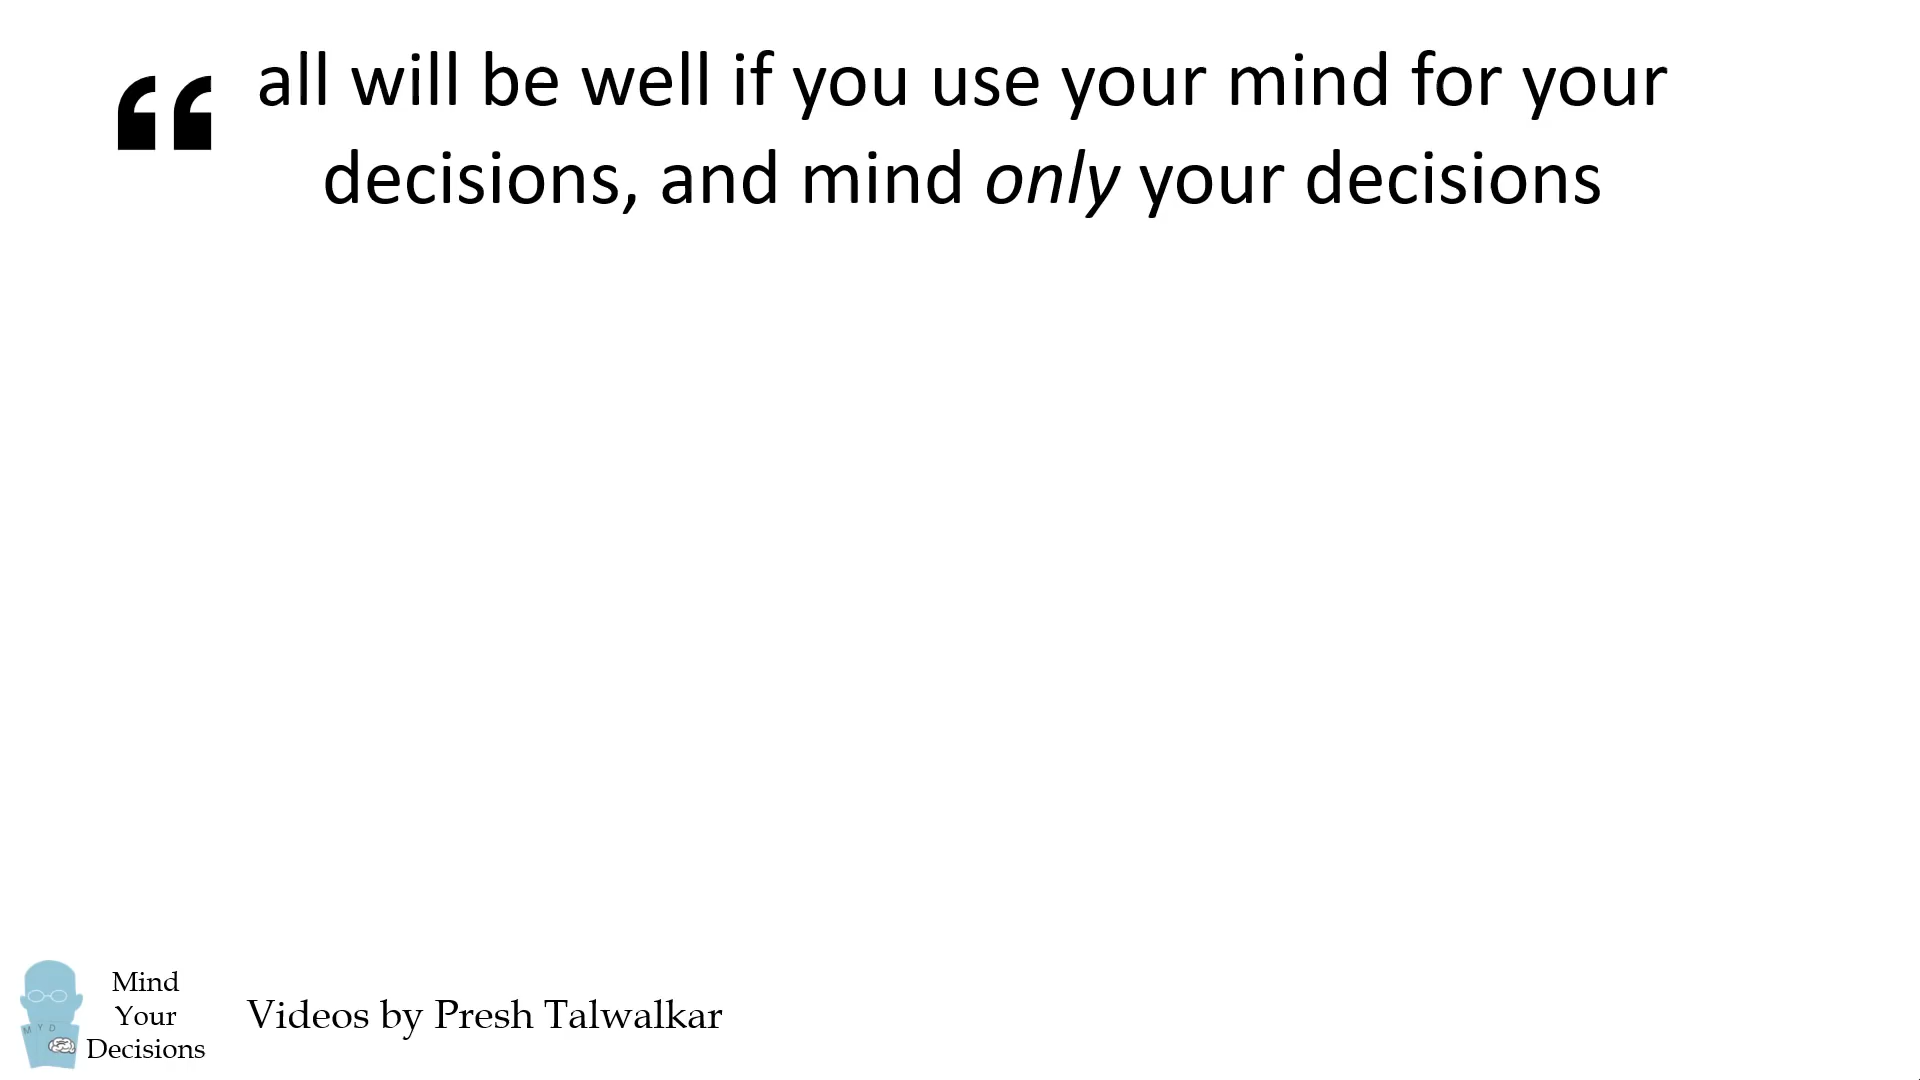 “ all will be well if you use your mind for your
decisions, and mind only your decisions
M Y D
Mind
Your
Decisions
Videos by Presh Talwalkar